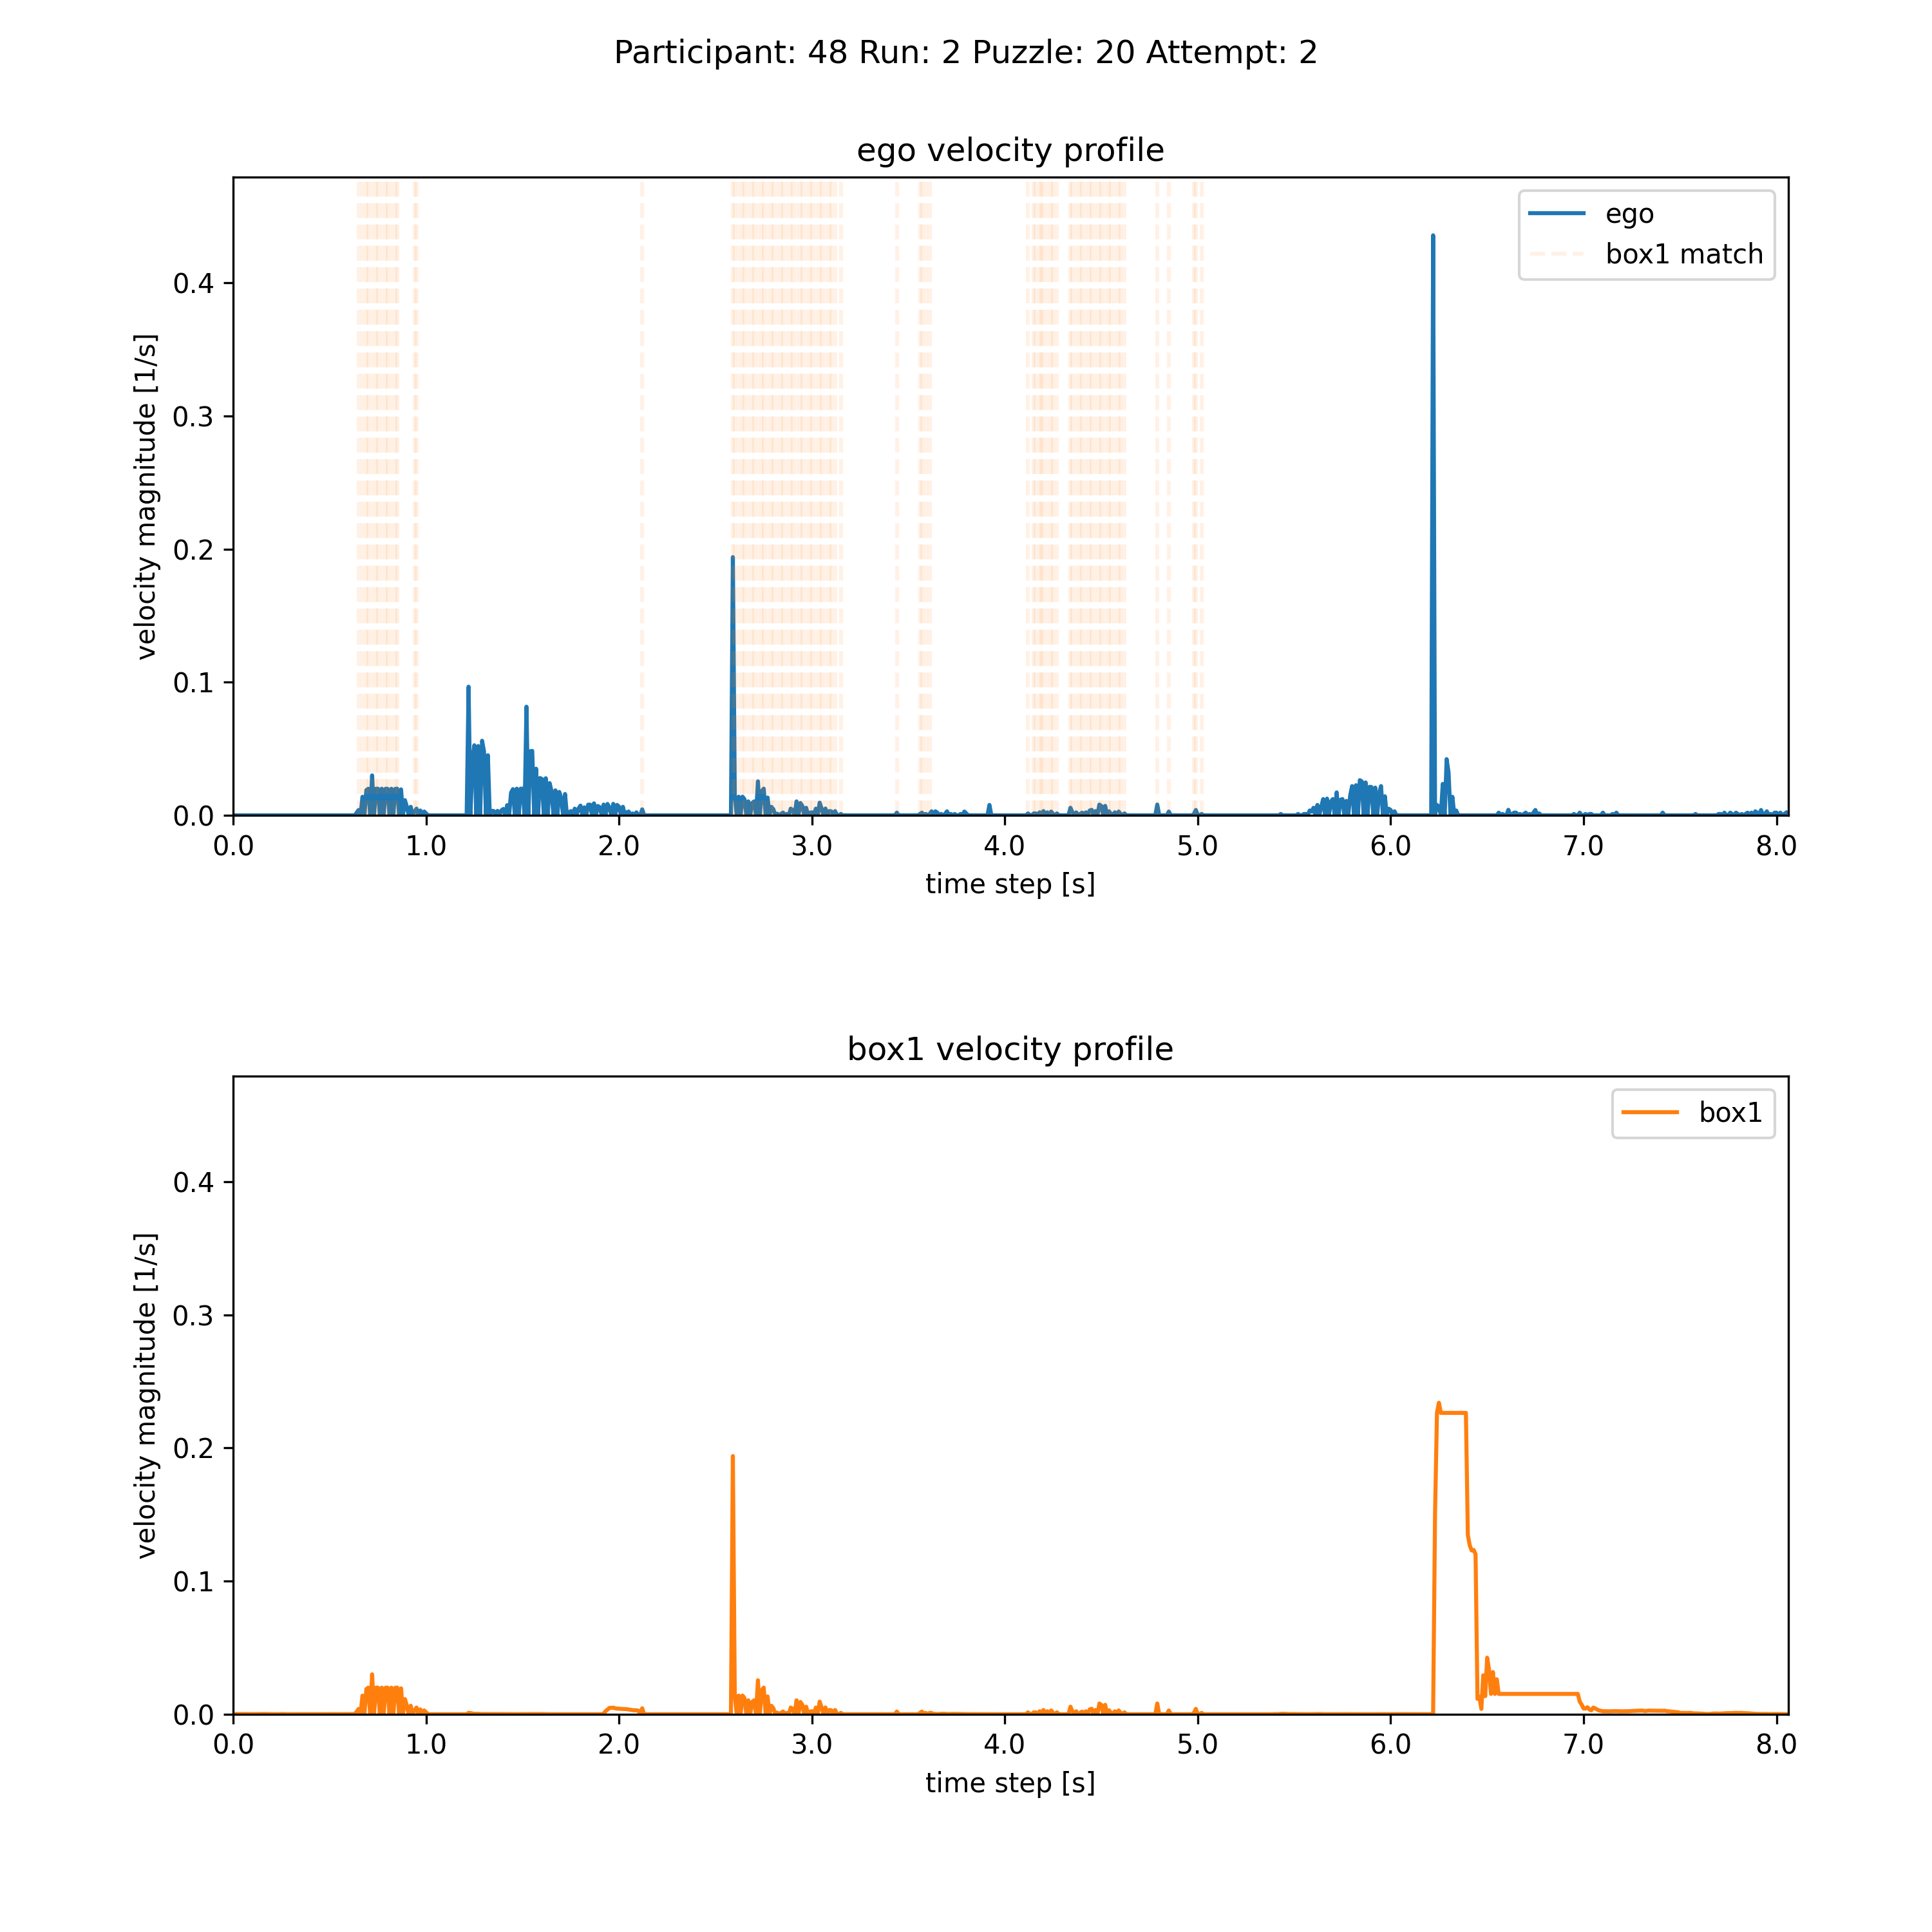 Participant: 48 Run: 2 Puzzle: 20 Attempt: 2
ego velocity profile
velocity magnitude [1/s]
0.4
0.3
0.2
0.1
0.0
ego
box1 match
0.0 1.0 2.0 3.0 4.0 5.0 6.0 7.0 8.0
time step [s]
box1 velocity profile
velocity magnitude [1/s]
0.4
0.3
0.2
0.1
0.0
box1
0.0 1.0 2.0 3.0 4.0 5.0 6.0 7.0 8.0
time step [s]